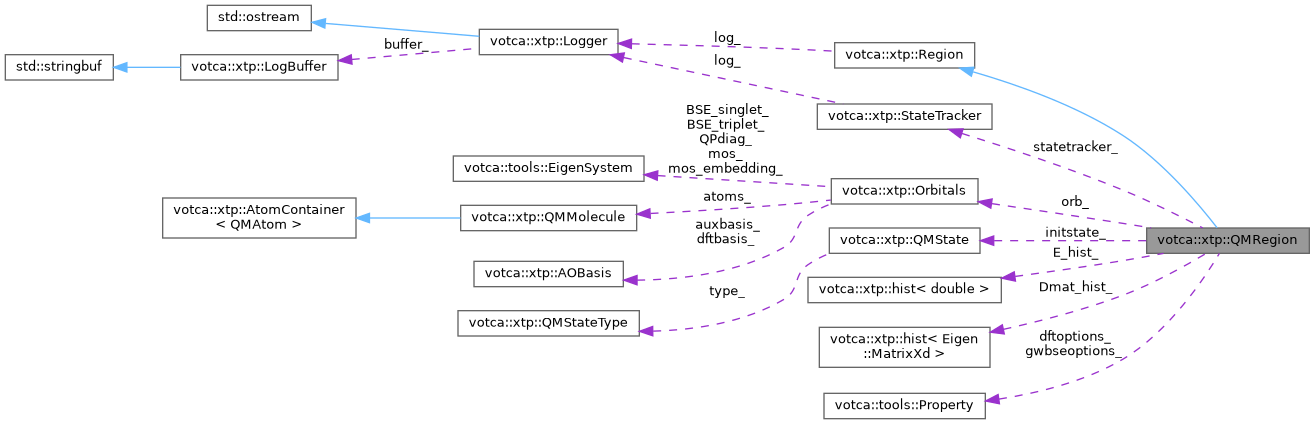 std::ostream
votca::xtp::Logger
log_
votca::xtp::Region
buffer_
std::stringbuf
votca::xtp::LogBuffer
log_
BSE_singlet_
BSE_triplet_
QPdiag_
mos_
mos_embedding_
votca::xtp::StateTracker
statetracker_
votca::tools::EigenSystem
votca::xtp::Orbitals
orb_
votca::xtp::AtomContainer
< QMAtom >
votca::xtp::QMMolecule
atoms_
auxbasis_
dftbasis_
votca::xtp::QMState
initstate_
votca::xtp::QMRegion
E_hist_
votca::xtp::AOBasis
votca::xtp::hist< double >
Dmat_hist_
type_
votca::xtp::QMStateType
votca::xtp::hist< Eigen
::MatrixXd >
dftoptions_
gwbseoptions_
votca::tools::Property